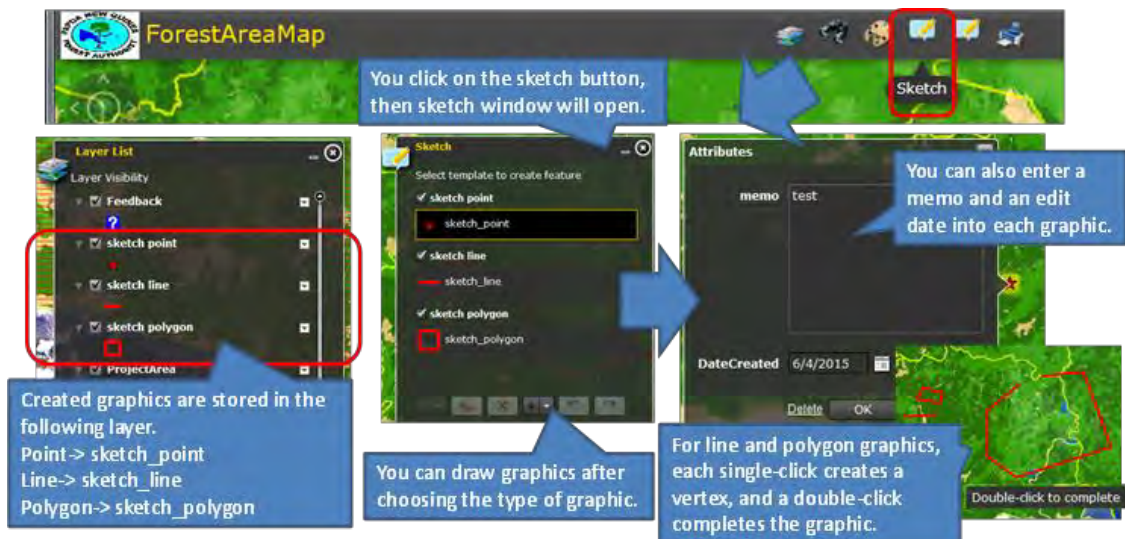 PAPUA NEW GUINEA
FOREST AUTHORITY
ForestAreaMap
Sketch
You click on the sketch button,
then sketch window will open.
Layer List
Layer Visibility
Feedback
?
sketch point
sketch line
sketch polygon
ProjectArea
Created graphics are stored in the
following layer.
Point-> sketch_point
Line-> sketch_line
Polygon-> sketch_polygon
Sketch
Select template to create feature
sketch point
sketch_point
sketch line
sketch_line
sketch polygon
sketch_polygon
You can draw graphics after
choosing the type of graphic.
Attributes
memo
test
DateCreated
6/4/2015
Delete
OK
You can also enter a
memo and an edit
date into each graphic.
For line and polygon graphics,
each single-click creates a
vertex, and a double-click
completes the graphic.
Double-click to complete